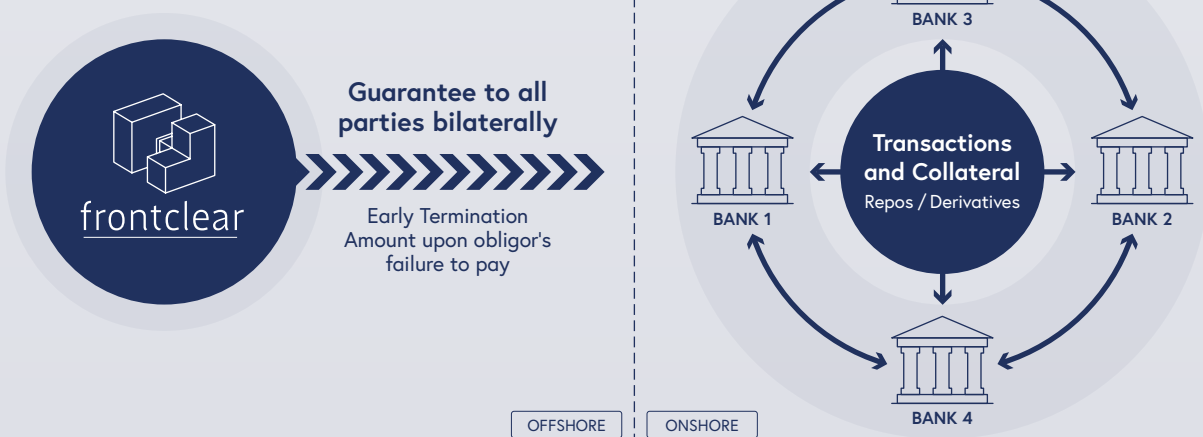 frontclear
Guarantee to all
parties bilaterally
Early Termination
Amount upon obligor's
failure to pay
OFFSHORE
BANK 3
Transactions
and Collateral
Repos / Derivatives
BANK 1
BANK 2
BANK 4
ONSHORE